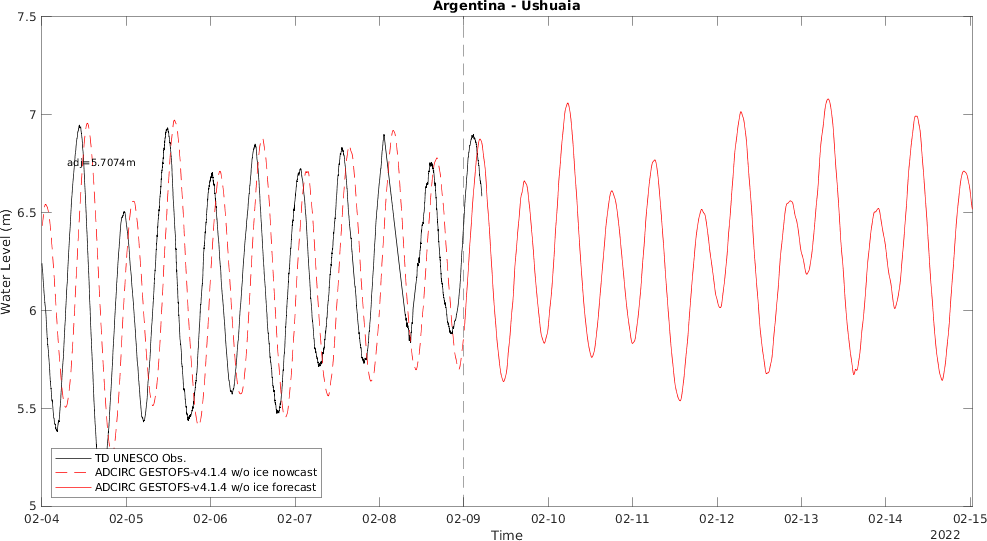 Argentina - Ushuaia
7.5
7
6.5
6
5.5
5
Water Level (m)
adj=5.7074m
TD UNESCO Obs.
ADCIRC GESTOFS-v4.1.4 w/o ice nowcast
ADCIRC GESTOFS-v4.1.4 w/o ice forecast
02-04 02-05 02-06 02-07 02-08 02-09 02-10 02-11 02-12 02-13 02-14 02-15
Time
2022